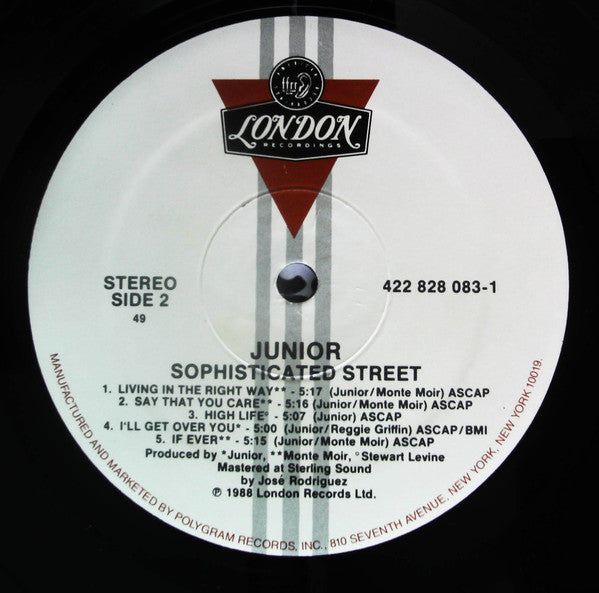 ffrr
LONDON
RECORDINGS
STEREO
SIDE 2
49
422 828 083-1
JUNIOR
SOPHISTICATED STREET
1. LIVING IN THE RIGHT WAY** - 5:17 (Junior/Monte Moir) ASCAP
2. SAY THAT YOU CARE** - 5:16 (Junior/Monte Moir) ASCAP
3. HIGH LIFE° - 5:07 (Junior) ASCAP
4. I'LL GET OVER YOU* - 5:00 (Junior/Reggie Griffin) ASCAP/BMI
5. IF EVER** - 5:15 (Junior/Monte Moir) ASCAP
Produced by *Junior, **Monte Moir, °Stewart Levine
Mastered at Sterling Sound
by José Rodriguez
℗ 1988 London Records Ltd.
MANUFACTURED AND MARKETED BY POLYGRAM RECORDS, INC., 810 SEVENTH AVENUE, NEW YORK, NEW YORK 10019.